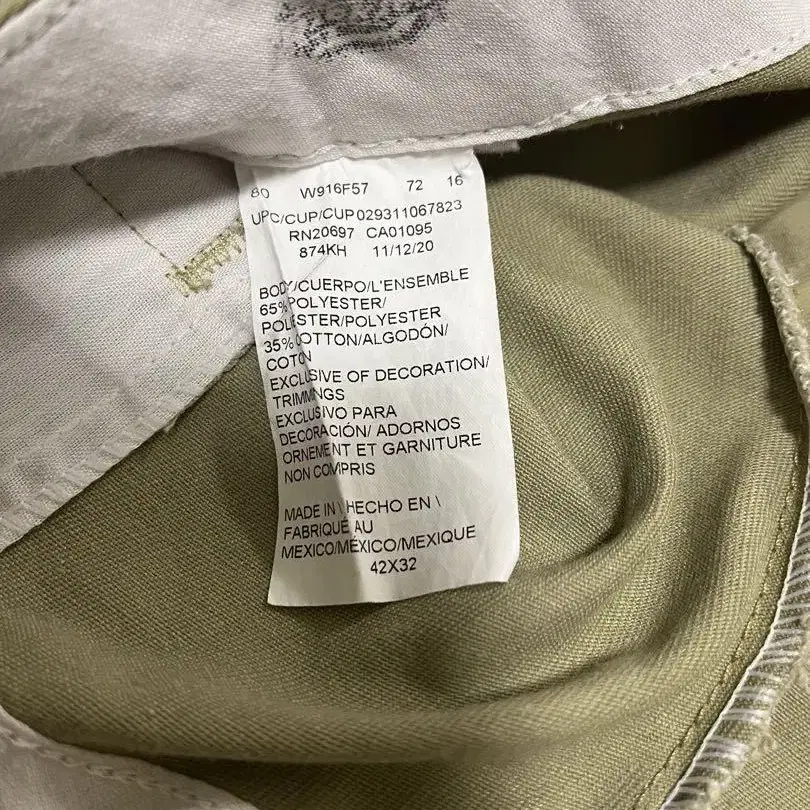 80 W916F57 72 16
UPC/CUP/CUP 029311067823
RN20697 CA01095
874KH 11/12/20
BODY/CUERPO/L'ENSEMBLE
65% POLYESTER/
POLIESTER/POLYESTER
35% COTTON/ALGODÓN/
COTON
EXCLUSIVE OF DECORATION/
TRIMMINGS
EXCLUSIVO PARA
DECORACIÓN/ ADORNOS
ORNEMENT ET GARNITURE
NON COMPRIS
MADE IN \ HECHO EN \
FABRIQUÉ AU
MEXICO/MÉXICO/MEXIQUE
42X32